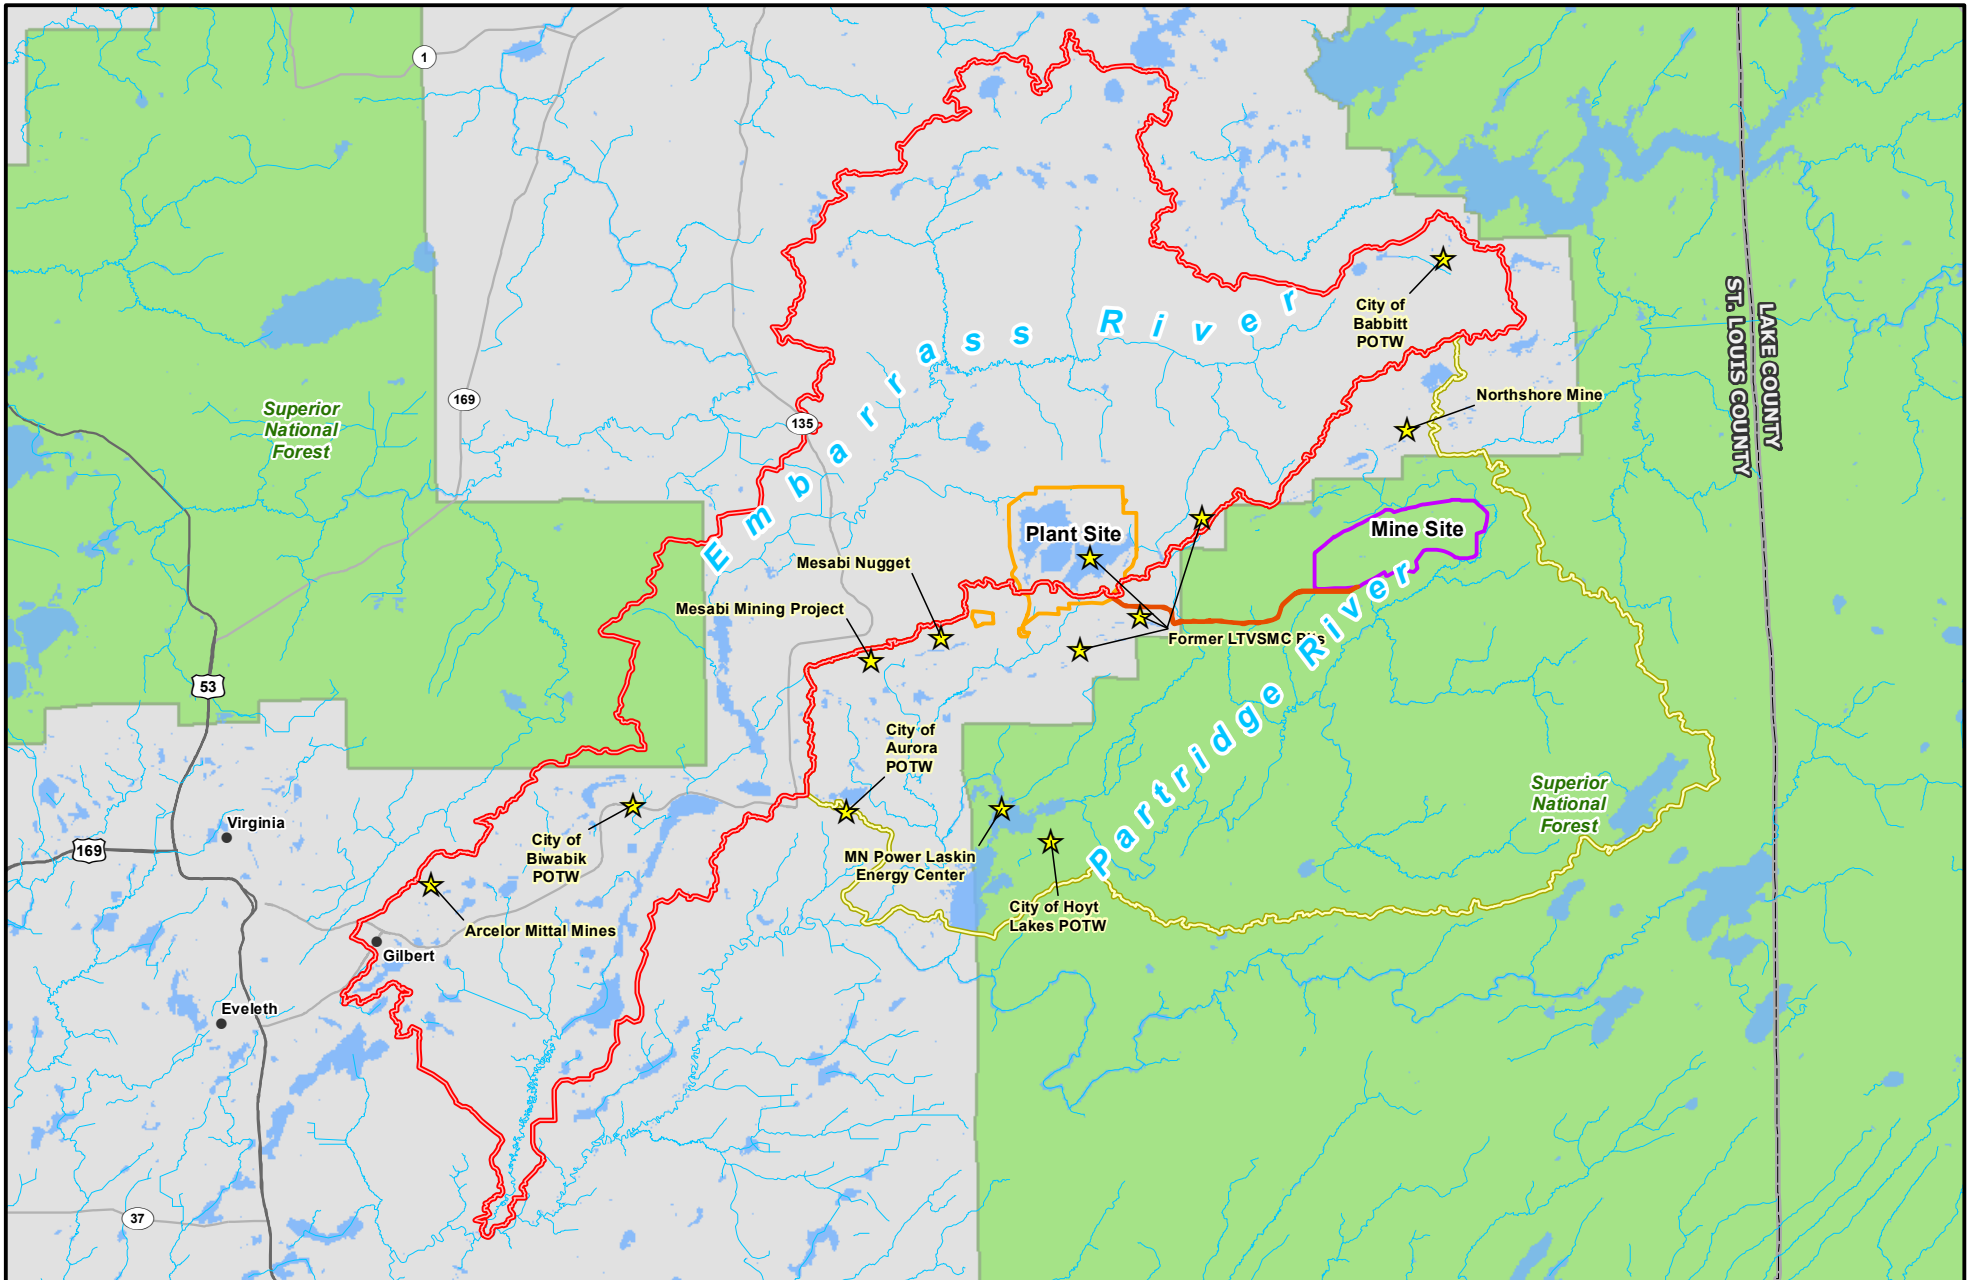 1
Embarrass River
City of
Babbitt
POTW
LAKE COUNTY
ST. LOUIS COUNTY
169
Superior
National
Forest
135
Northshore Mine
Plant Site
Mine Site
Mesabi Nugget
Mesabi Mining Project
Former LTVSMC Pits
Partridge River
53
City of
Aurora
POTW
Superior
National
Forest
Virginia
169
City of
Biwabik
POTW
MN Power Laskin
Energy Center
City of Hoyt
Lakes POTW
Arcelor Mittal Mines
Gilbert
Eveleth
37